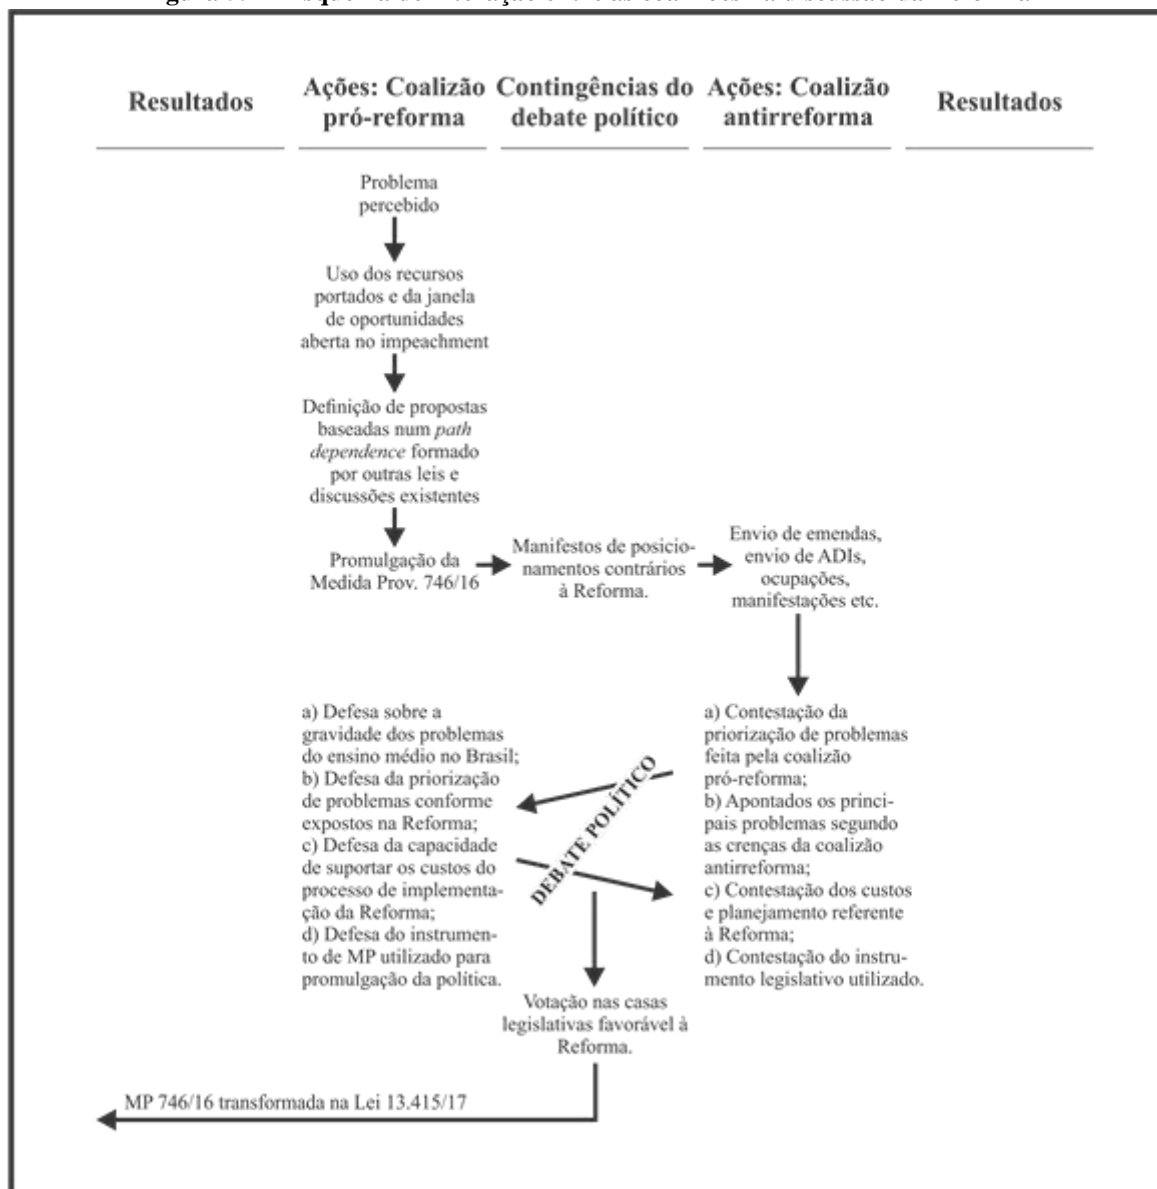 Resultados
Ações: Coalizão
pró-reforma
Contingências do
debate político
Ações: Coalizão
antirreforma
Resultados
Problema
percebido
Uso dos recursos
portados e da janela
de oportunidades
aberta no impeachment
Definição de propostas
baseadas num path
dependence formado
por outras leis e
discussões existentes
Promulgação da
Medida Prov. 746/16
Manifestos de posicio-
namentos contrários
à Reforma.
Envio de emendas,
envio de ADIs,
ocupações,
manifestações etc.
a) Defesa sobre a
gravidade dos problemas
do ensino médio no Brasil;
b) Defesa da priorização
de problemas conforme
expostos na Reforma;
c) Defesa da capacidade
de suportar os custos do
processo de implementa-
ção da Reforma;
d) Defesa do instrumen-
to de MP utilizado para
promulgação da política.
DEBATE POLÍTICO
a) Contestação da
priorização de problemas
feita pela coalizão
pró-reforma;
b) Apontados os princi-
pais problemas segundo
as crenças da coalizão
antirreforma;
c) Contestação dos custos
e planejamento referente
à Reforma;
d) Contestação do instru-
mento legislativo utilizado.
Votação nas casas
legislativas favorável à
Reforma.
MP 746/16 transformada na Lei 13.415/17